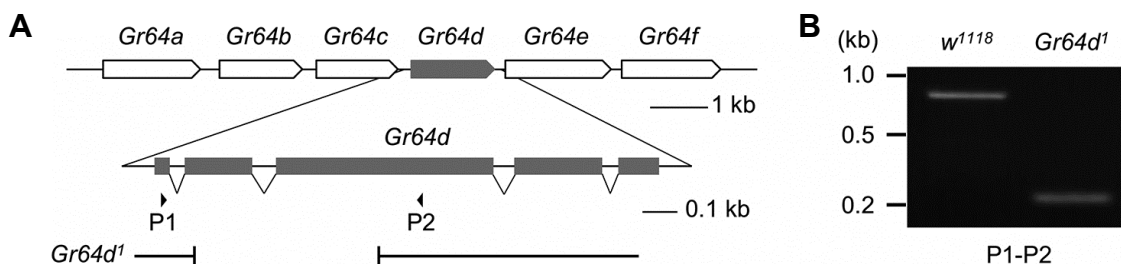 A
Gr64a Gr64b Gr64c Gr64d Gr64e Gr64f
1 kb
Gr64d
P1 P2
0.1 kb
Gr64d¹
B
(kb) w¹¹¹⁸ Gr64d¹
1.0
0.5
0.2
P1-P2